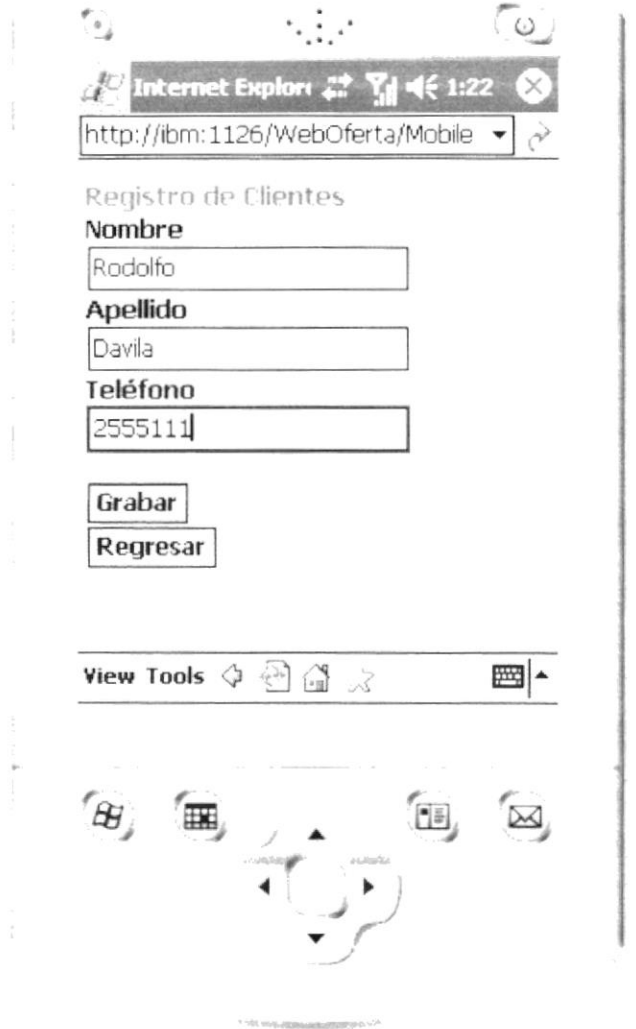 Internet Explor 1:22
http://ibm:1126/WebOferta/Mobile
Registro de Clientes
Nombre
Rodolfo
Apellido
Davila
Teléfono
2555111
Grabar
Regresar
View Tools